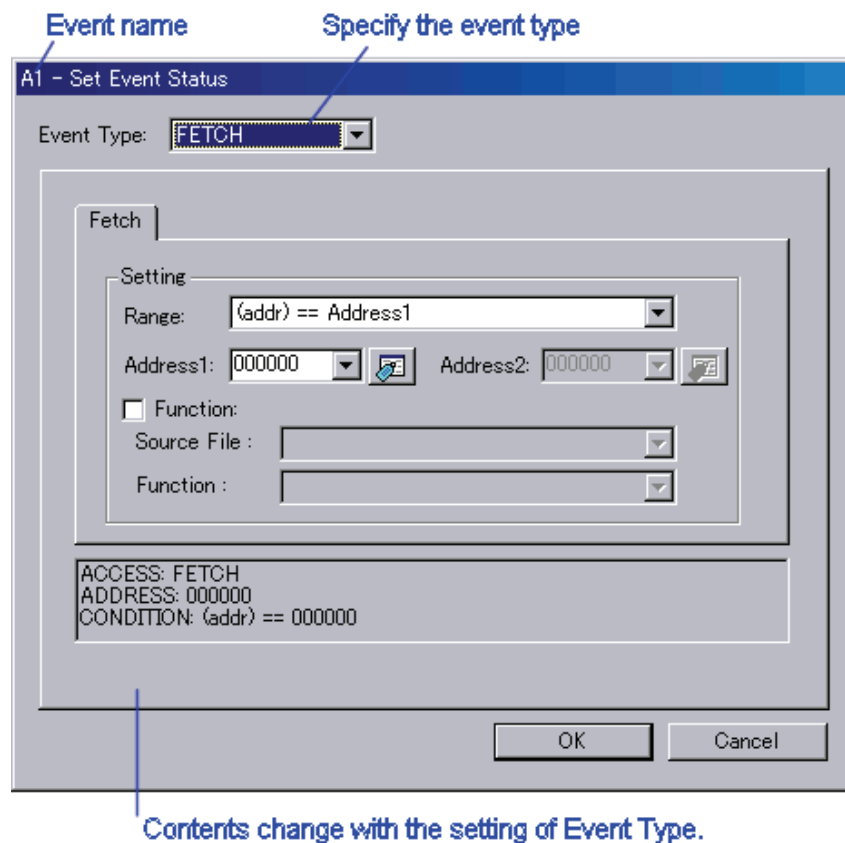 Event name Specify the event type
A1 - Set Event Status
Event Type: FETCH
Fetch
Setting
Range: (addr) == Address1
Address1: 000000 Address2: 000000
Function:
Source File :
Function :
ACCESS: FETCH
ADDRESS: 000000
CONDITION: (addr) == 000000
OK Cancel
Contents change with the setting of Event Type.